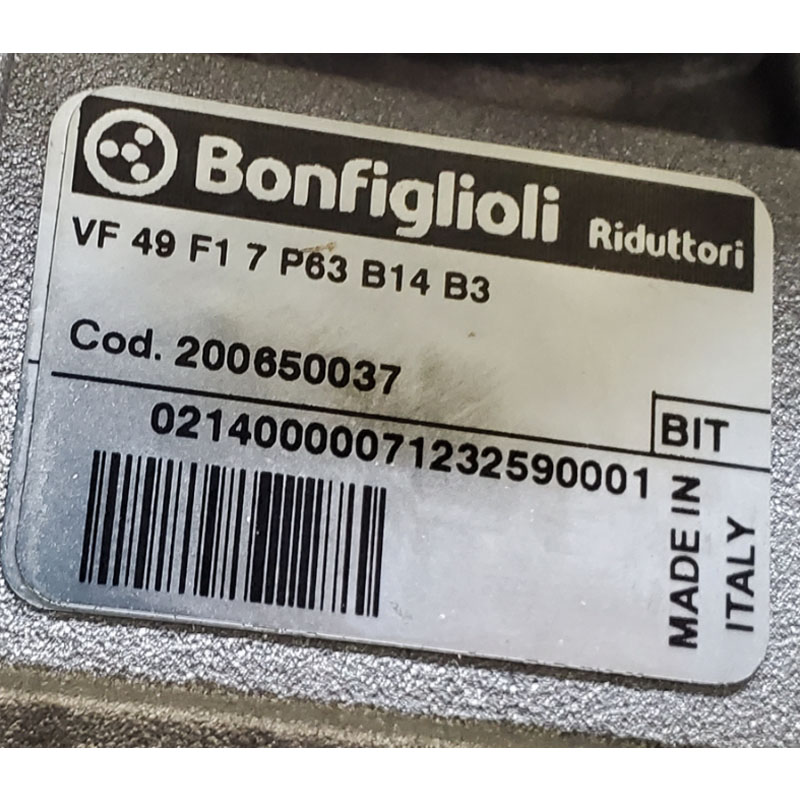 Bonfiglioli Riduttori
VF 49 F1 7 P63 B14 B3
Cod. 200650037
BIT
02140000071232590001
MADE IN
ITALY